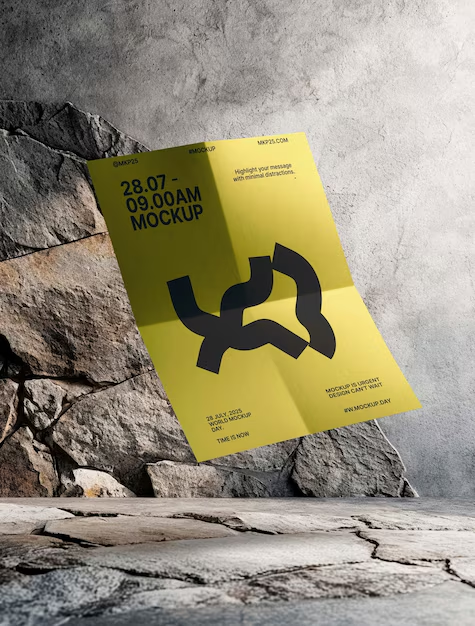 @MKP25
#MOCKUP
MKP25.COM
28.07 -
09.00AM
MOCKUP
Highlight your message
with minimal distractions.
28 JULY, 2025
WORLD MOCKUP
DAY.
TIME IS NOW
MOCKUP IS URGENT
DESIGN CAN'T WAIT
#W.MOCKUP.DAY